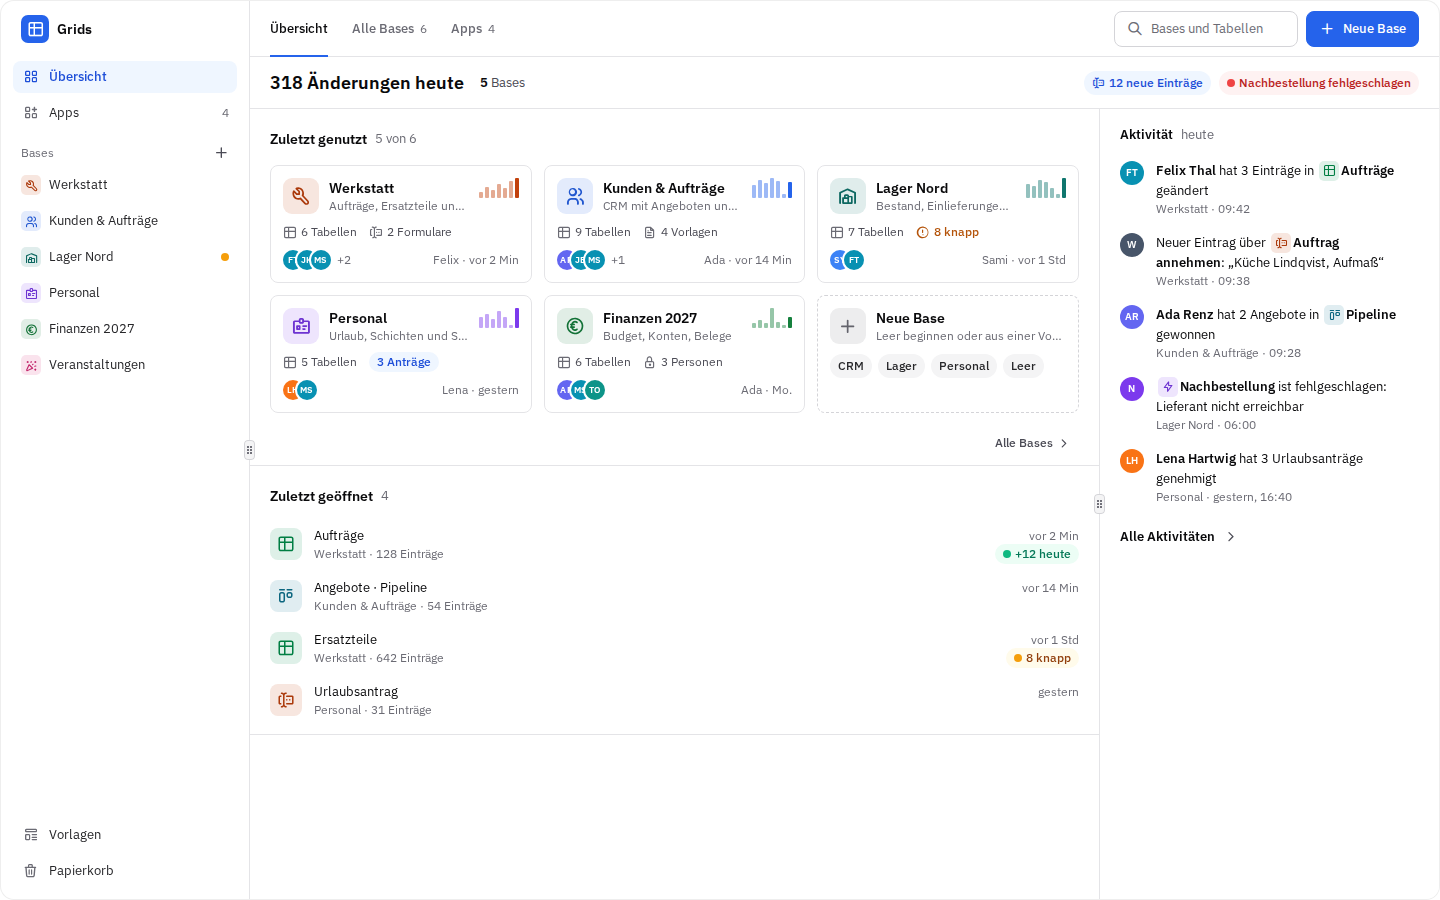 Grids
Übersicht
Apps 4
Bases
Werkstatt
Kunden & Aufträge
Lager Nord
Personal
Finanzen 2027
Veranstaltungen
Vorlagen
Papierkorb
Übersicht Alle Bases 6 Apps 4
Bases und Tabellen
Neue Base
318 Änderungen heute 5 Bases
12 neue Einträge
Nachbestellung fehlgeschlagen
Zuletzt genutzt 5 von 6
Werkstatt
Aufträge, Ersatzteile un...
6 Tabellen 2 Formulare
MS +2 Felix · vor 2 Min
Kunden & Aufträge
CRM mit Angeboten un...
9 Tabellen 4 Vorlagen
MS +1 Ada · vor 14 Min
Lager Nord
Bestand, Einlieferunge...
7 Tabellen 8 knapp
FT Sami · vor 1 Std
Personal
Urlaub, Schichten und S...
5 Tabellen 3 Anträge
MS Lena · gestern
Finanzen 2027
Budget, Konten, Belege
6 Tabellen 3 Personen
TO Ada · Mo.
Neue Base
Leer beginnen oder aus einer Vo...
CRM Lager Personal Leer
Alle Bases
Zuletzt geöffnet 4
Aufträge vor 2 Min
Werkstatt · 128 Einträge +12 heute
Angebote · Pipeline vor 14 Min
Kunden & Aufträge · 54 Einträge
Ersatzteile vor 1 Std
Werkstatt · 642 Einträge 8 knapp
Urlaubsantrag gestern
Personal · 31 Einträge
Aktivität heute
FT Felix Thal hat 3 Einträge in Aufträge
geändert
Werkstatt · 09:42
W Neuer Eintrag über Auftrag
annehmen: „Küche Lindqvist, Aufmaß“
Werkstatt · 09:38
AR Ada Renz hat 2 Angebote in Pipeline
gewonnen
Kunden & Aufträge · 09:28
N Nachbestellung ist fehlgeschlagen:
Lieferant nicht erreichbar
Lager Nord · 06:00
LH Lena Hartwig hat 3 Urlaubsanträge
genehmigt
Personal · gestern, 16:40
Alle Aktivitäten